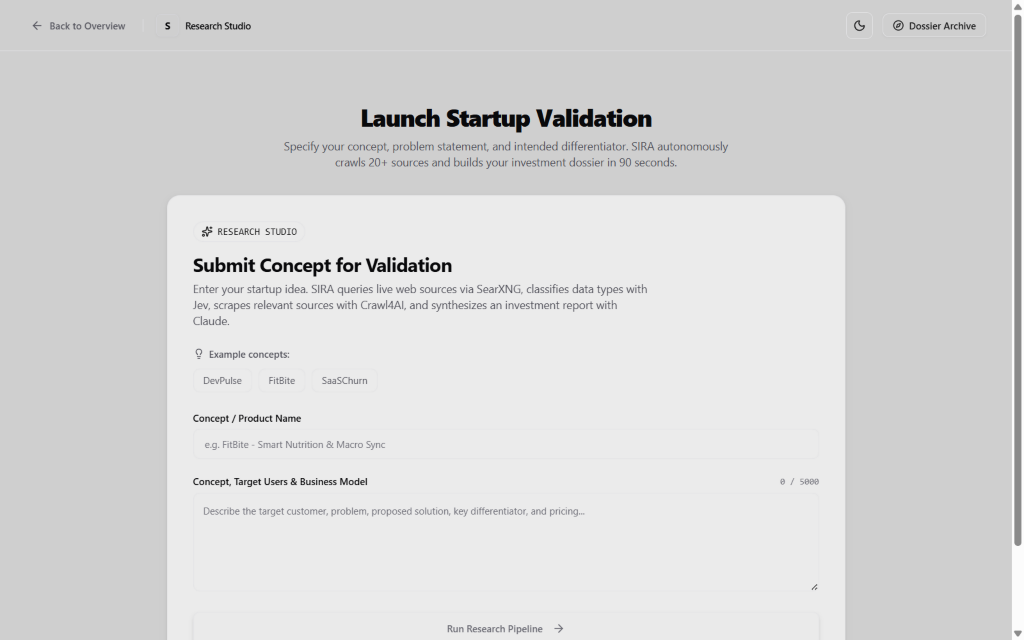 Back to Overview
S Research Studio
Dossier Archive
Launch Startup Validation
Specify your concept, problem statement, and intended differentiator. SIRA autonomously
crawls 20+ sources and builds your investment dossier in 90 seconds.
RESEARCH STUDIO
Submit Concept for Validation
Enter your startup idea. SIRA queries live web sources via SearXNG, classifies data types with
Jev, scrapes relevant sources with Crawl4AI, and synthesizes an investment report with
Claude.
Example concepts:
DevPulse FitBite SaaSChurn
Concept / Product Name
e.g. FitBite - Smart Nutrition & Macro Sync
Concept, Target Users & Business Model 0 / 5000
Describe the target customer, problem, proposed solution, key differentiator, and pricing...
Run Research Pipeline